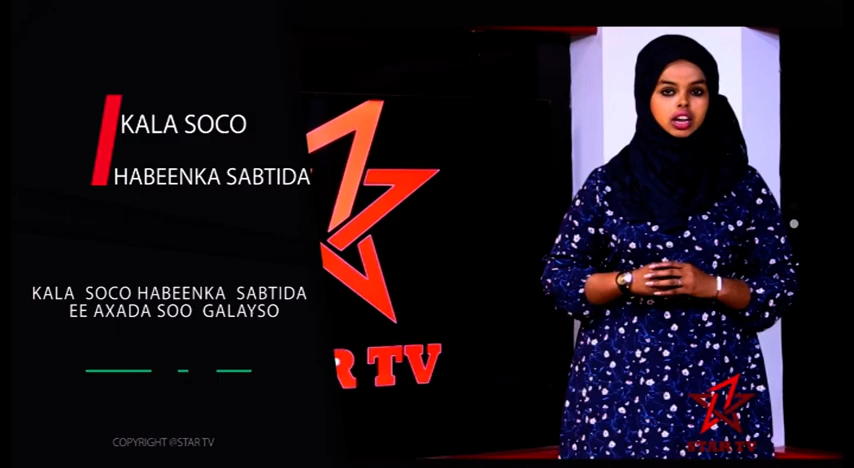 KALA SOCO
HABEENKA SABTIDA
KALA SOCO HABEENKA SABTIDA
EE AXADA SOO GALAYSO
R TV
STAR TV
COPYRIGHT @STAR TV